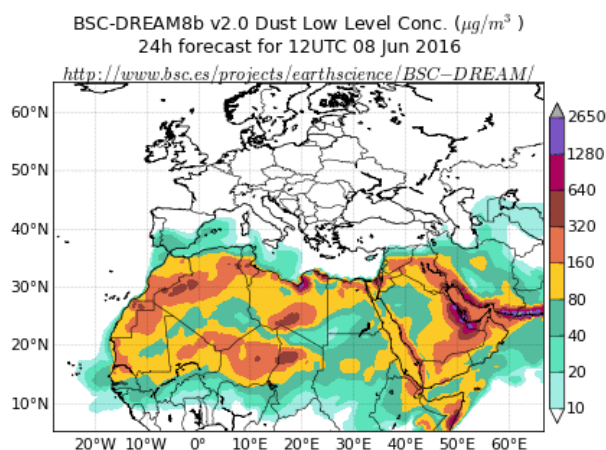 BSC-DREAM8b v2.0 Dust Low Level Conc. (µg/m³ )
24h forecast for 12UTC 08 Jun 2016
http://www.bsc.es/projects/earthscience/BSC−DREAM/
60°N
50°N
40°N
30°N
20°N
10°N
20°W 10°W 0° 10°E 20°E 30°E 40°E 50°E 60°E
2650
1280
640
320
160
80
40
20
10